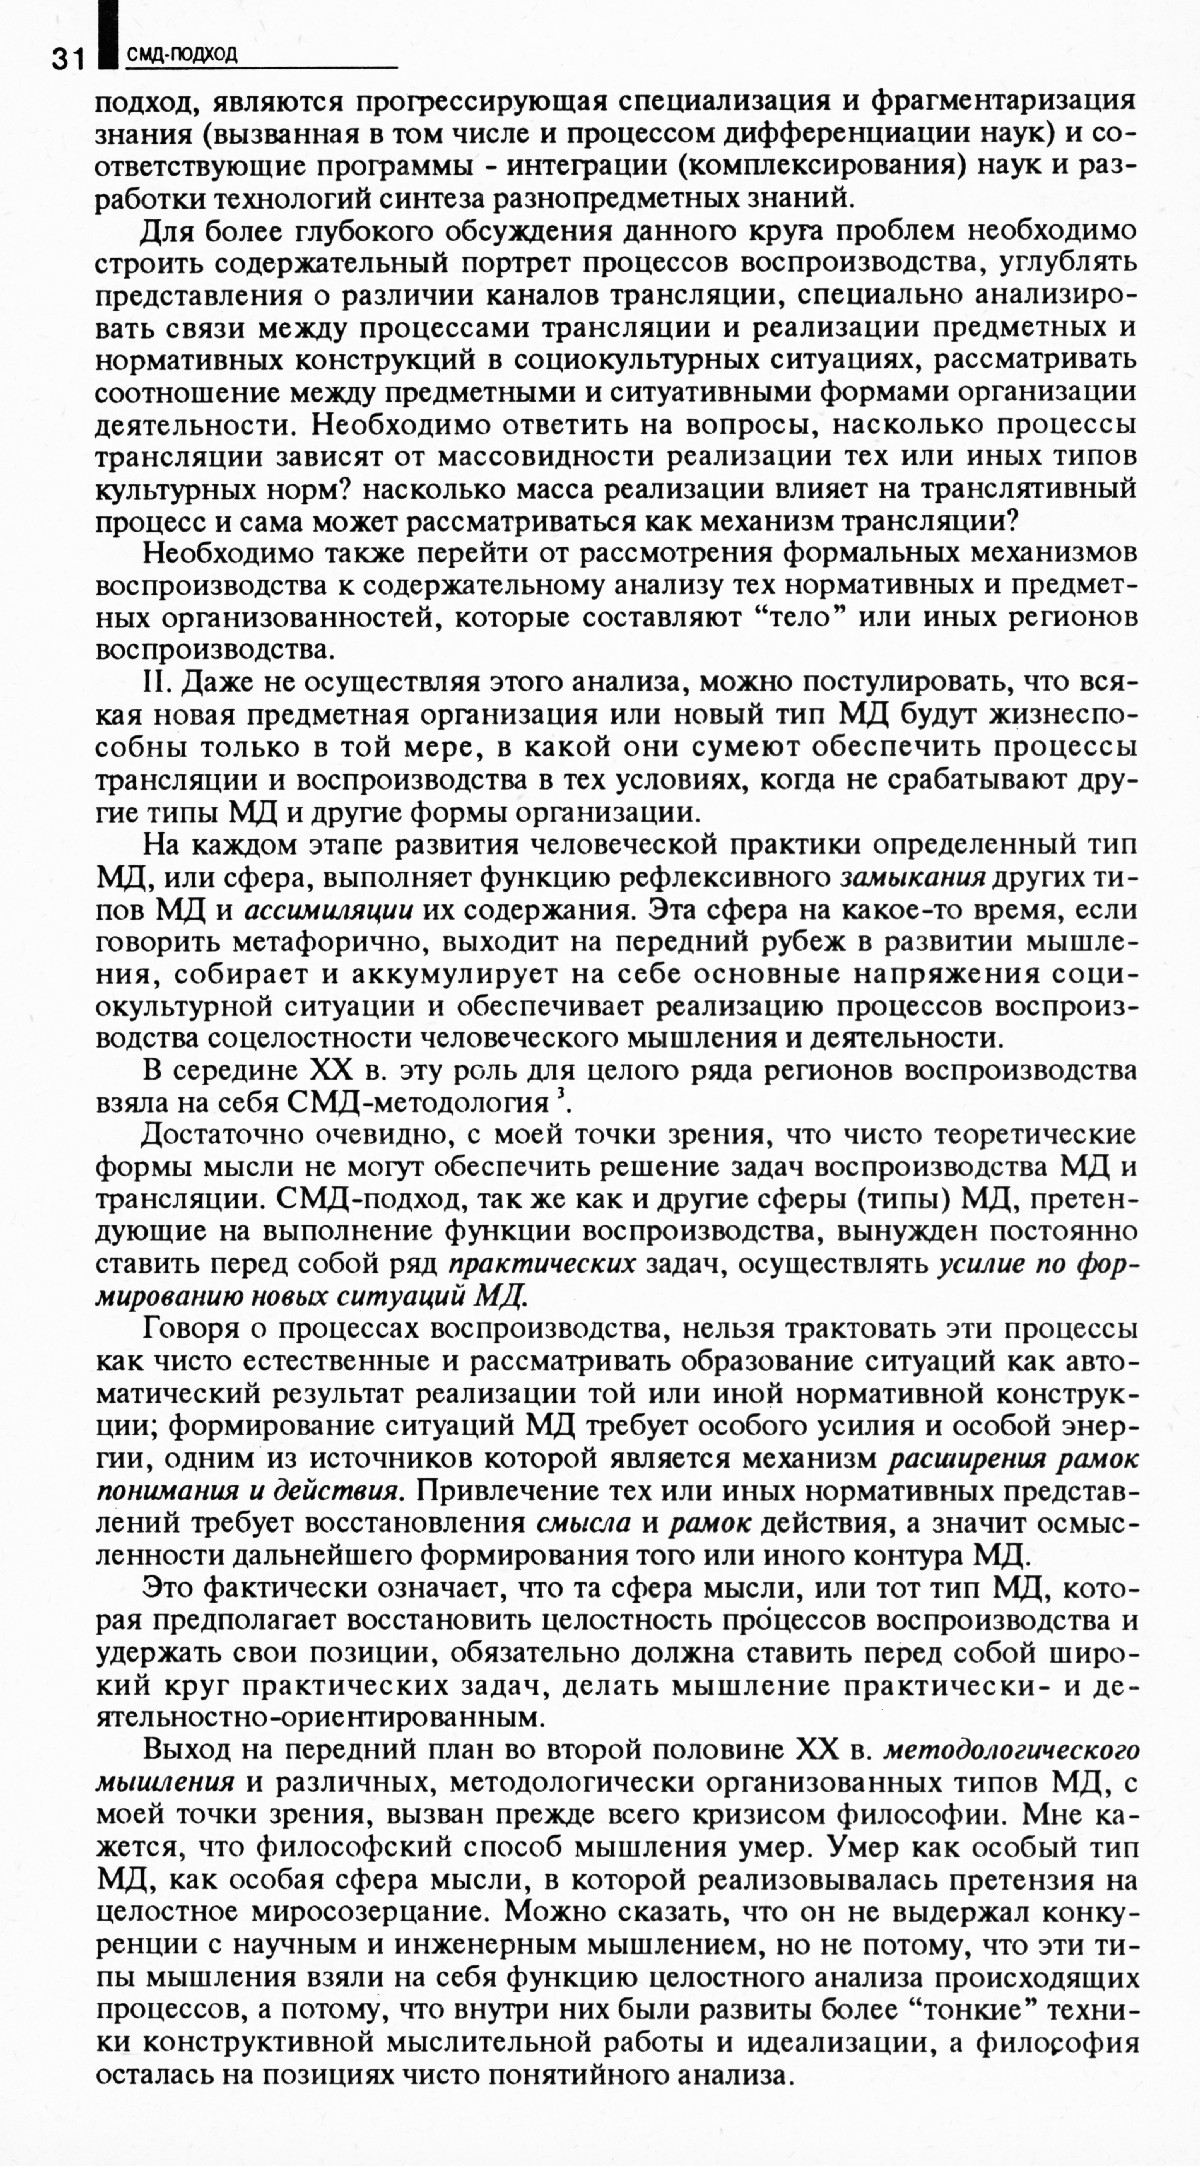 31 СМД-ПОДХОД
подход, являются прогрессирующая специализация и фрагментаризация
знания (вызванная в том числе и процессом дифференциации наук) и со-
ответствующие программы - интеграции (комплексирования) наук и раз-
работки технологий синтеза разнопредметных знаний.
Для более глубокого обсуждения данного круга проблем необходимо
строить содержательный портрет процессов воспроизводства, углублять
представления о различии каналов трансляции, специально анализиро-
вать связи между процессами трансляции и реализации предметных и
нормативных конструкций в социокультурных ситуациях, рассматривать
соотношение между предметными и ситуативными формами организации
деятельности. Необходимо ответить на вопросы, насколько процессы
трансляции зависят от массовидности реализации тех или иных типов
культурных норм? насколько масса реализации влияет на транслятивный
процесс и сама может рассматриваться как механизм трансляции?
Необходимо также перейти от рассмотрения формальных механизмов
воспроизводства к содержательному анализу тех нормативных и предмет-
ных организованностей, которые составляют “тело” или иных регионов
воспроизводства.
II. Даже не осуществляя этого анализа, можно постулировать, что вся-
кая новая предметная организация или новый тип МД будут жизнеспо-
собны только в той мере, в какой они сумеют обеспечить процессы
трансляции и воспроизводства в тех условиях, когда не срабатывают дру-
гие типы МД и другие формы организации.
На каждом этапе развития человеческой практики определенный тип
МД, или сфера, выполняет функцию рефлексивного замыкания других ти-
пов МД и ассимиляции их содержания. Эта сфера на какое-то время, если
говорить метафорично, выходит на передний рубеж в развитии мышле-
ния, собирает и аккумулирует на себе основные напряжения соци-
окультурной ситуации и обеспечивает реализацию процессов воспроиз-
водства соцелостности человеческого мышления и деятельности.
В середине XX в. эту роль для целого ряда регионов воспроизводства
взяла на себя СМД-методология ³.
Достаточно очевидно, с моей точки зрения, что чисто теоретические
формы мысли не могут обеспечить решение задач воспроизводства МД и
трансляции. СМД-подход, так же как и другие сферы (типы) МД, претен-
дующие на выполнение функции воспроизводства, вынужден постоянно
ставить перед собой ряд практических задач, осуществлять усилие по фор-
мированию новых ситуаций МД.
Говоря о процессах воспроизводства, нельзя трактовать эти процессы
как чисто естественные и рассматривать образование ситуаций как авто-
матический результат реализации той или иной нормативной конструк-
ции; формирование ситуаций МД требует особого усилия и особой энер-
гии, одним из источников которой является механизм расширения рамок
понимания и действия. Привлечение тех или иных нормативных представ-
лений требует восстановления смысла и рамок действия, а значит осмыс-
ленности дальнейшего формирования того или иного контура МД.
Это фактически означает, что та сфера мысли, или тот тип МД, кото-
рая предполагает восстановить целостность процессов воспроизводства и
удержать свои позиции, обязательно должна ставить перед собой широ-
кий круг практических задач, делать мышление практически- и де-
ятельностно-ориентированным.
Выход на передний план во второй половине XX в. методологического
мышления и различных, методологически организованных типов МД, с
моей точки зрения, вызван прежде всего кризисом философии. Мне ка-
жется, что философский способ мышления умер. Умер как особый тип
МД, как особая сфера мысли, в которой реализовывалась претензия на
целостное миросозерцание. Можно сказать, что он не выдержал конку-
ренции с научным и инженерным мышлением, но не потому, что эти ти-
пы мышления взяли на себя функцию целостного анализа происходящих
процессов, а потому, что внутри них были развиты более “тонкие” техни-
ки конструктивной мыслительной работы и идеализации, а философия
осталась на позициях чисто понятийного анализа.